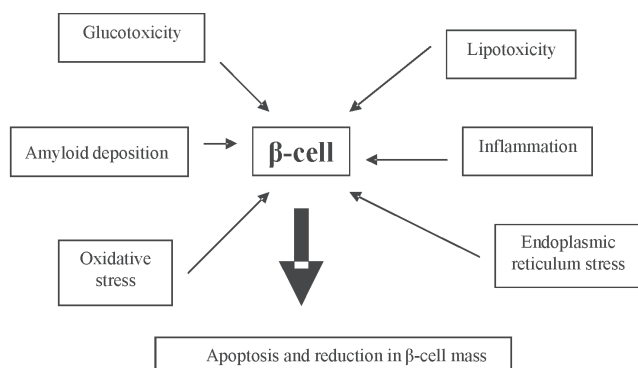 Glucotoxicity
Lipotoxicity
Amyloid deposition
β-cell
Inflammation
Oxidative
stress
Endoplasmic
reticulum stress
Apoptosis and reduction in β-cell mass